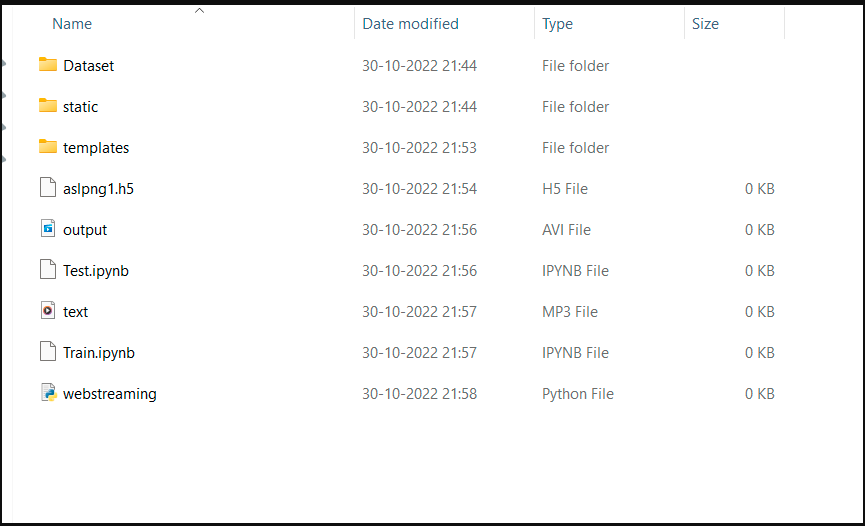 Name Date modified Type Size
Dataset 30-10-2022 21:44 File folder
static 30-10-2022 21:44 File folder
templates 30-10-2022 21:53 File folder
aslpng1.h5 30-10-2022 21:54 H5 File 0 KB
output 30-10-2022 21:56 AVI File 0 KB
Test.ipynb 30-10-2022 21:56 IPYNB File 0 KB
text 30-10-2022 21:57 MP3 File 0 KB
Train.ipynb 30-10-2022 21:57 IPYNB File 0 KB
webstreaming 30-10-2022 21:58 Python File 0 KB